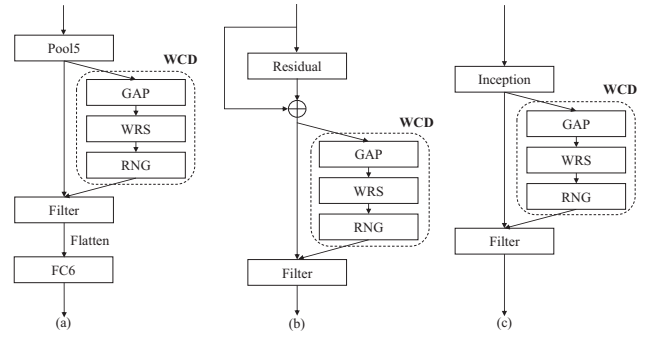 Pool5
WCD
GAP
WRS
RNG
Filter
Flatten
FC6
(a)
Residual
WCD
GAP
WRS
RNG
Filter
(b)
Inception
WCD
GAP
WRS
RNG
Filter
(c)